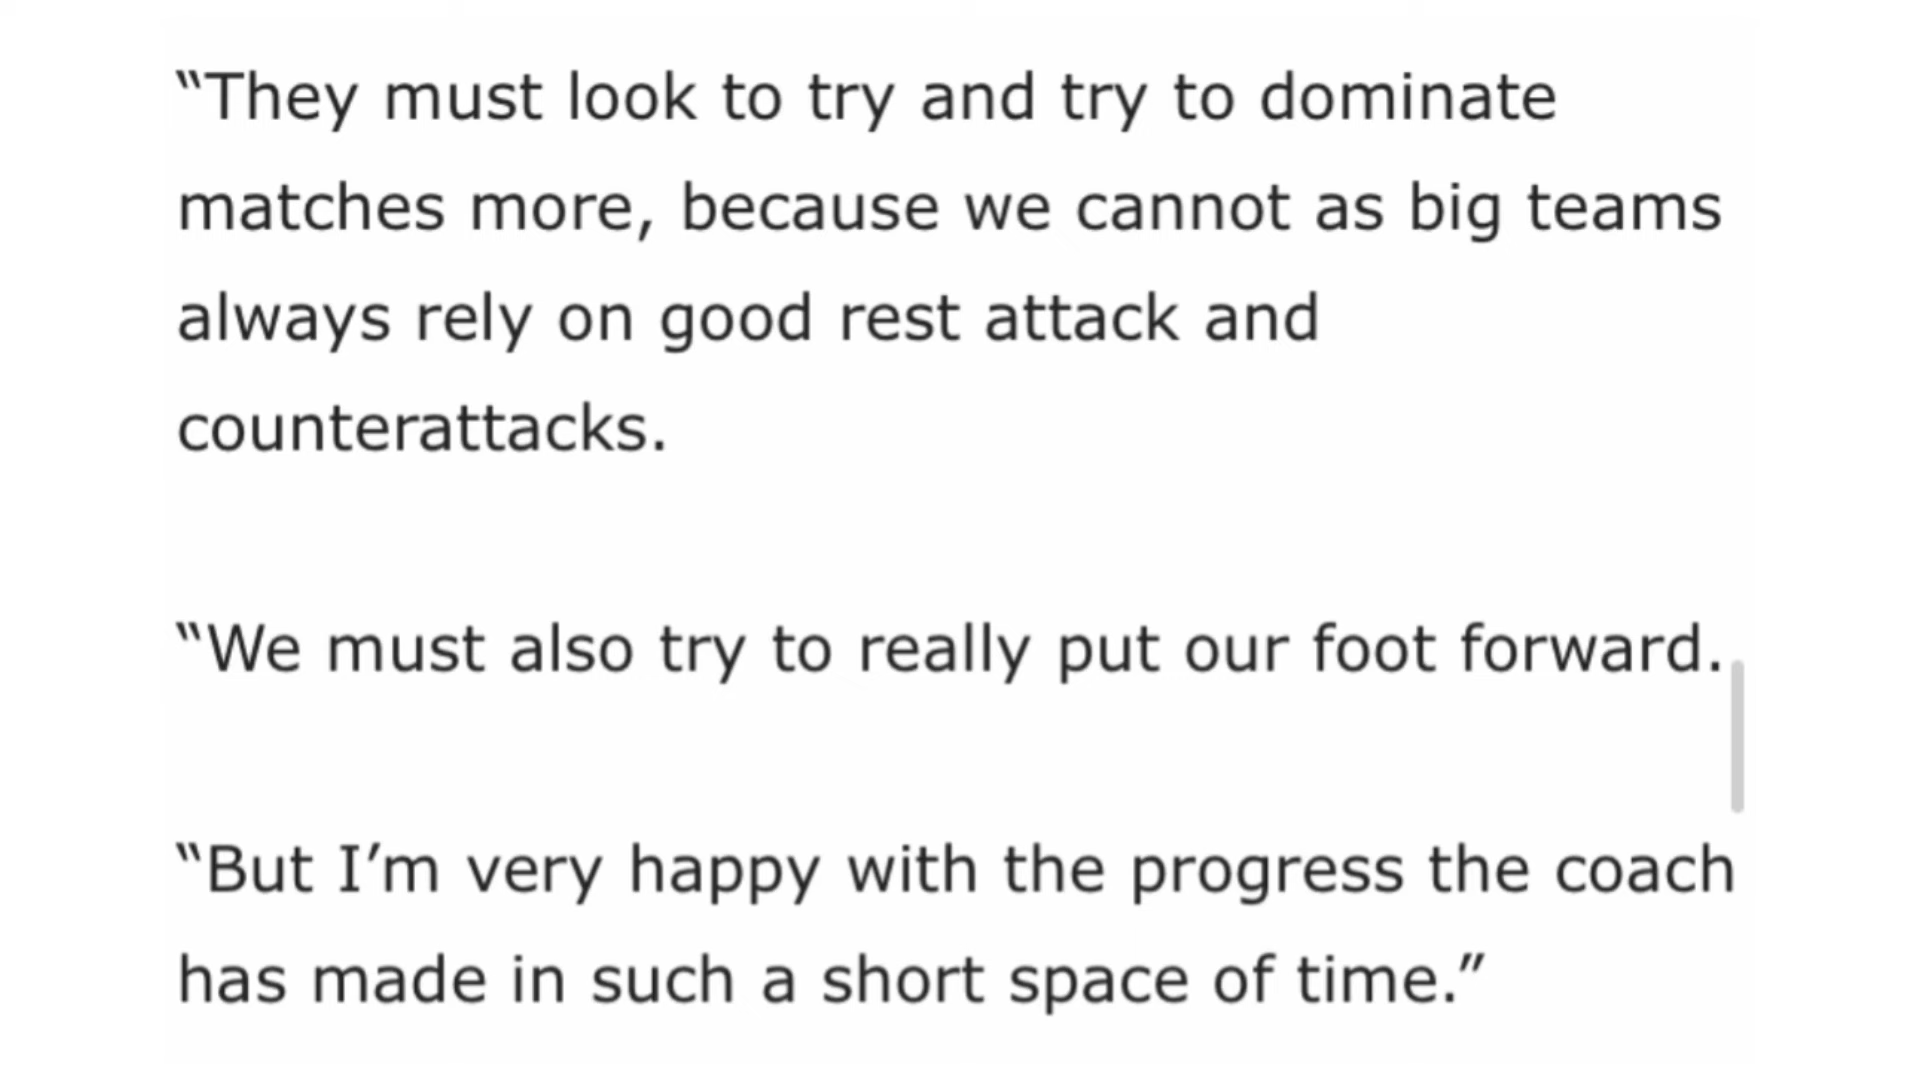 “They must look to try and try to dominate
matches more, because we cannot as big teams
always rely on good rest attack and
counterattacks.
“We must also try to really put our foot forward.
“But I’m very happy with the progress the coach
has made in such a short space of time.”